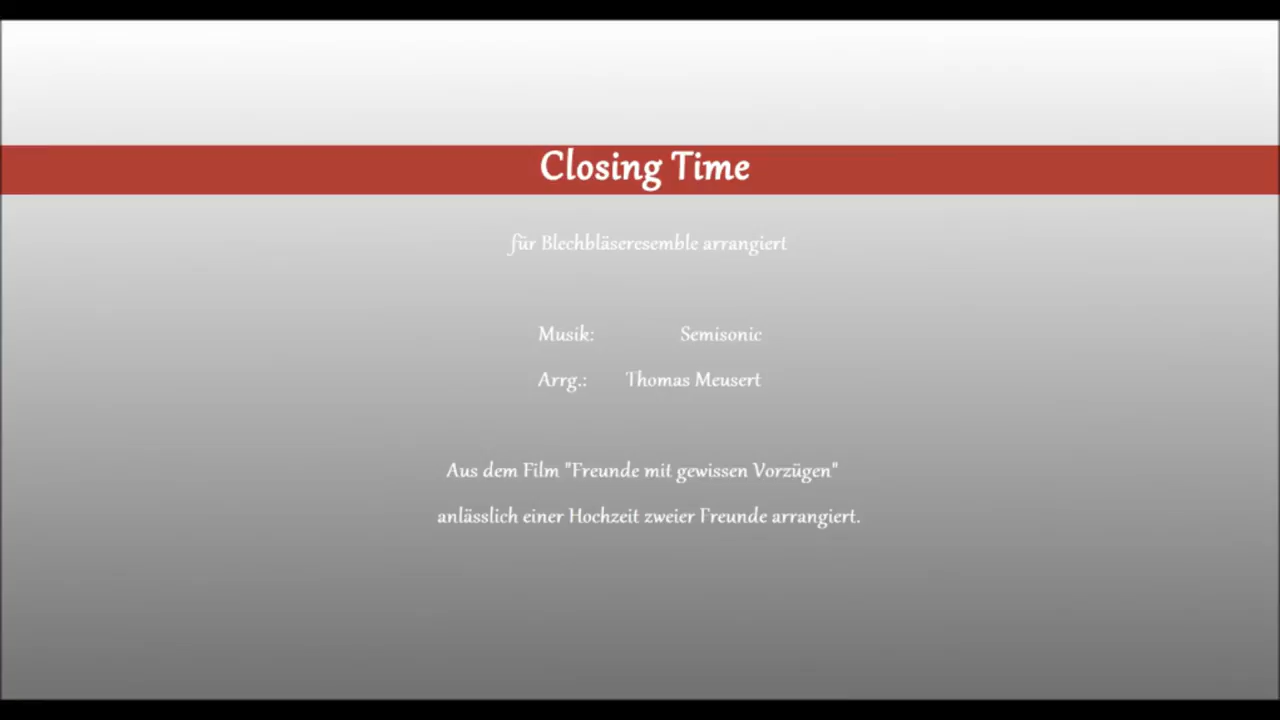 Closing Time
für Blechbläseresemble arrangiert
Musik: Semisonic
Arrg.: Thomas Meusert
Aus dem Film "Freunde mit gewissen Vorzügen"
anlässlich einer Hochzeit zweier Freunde arrangiert.